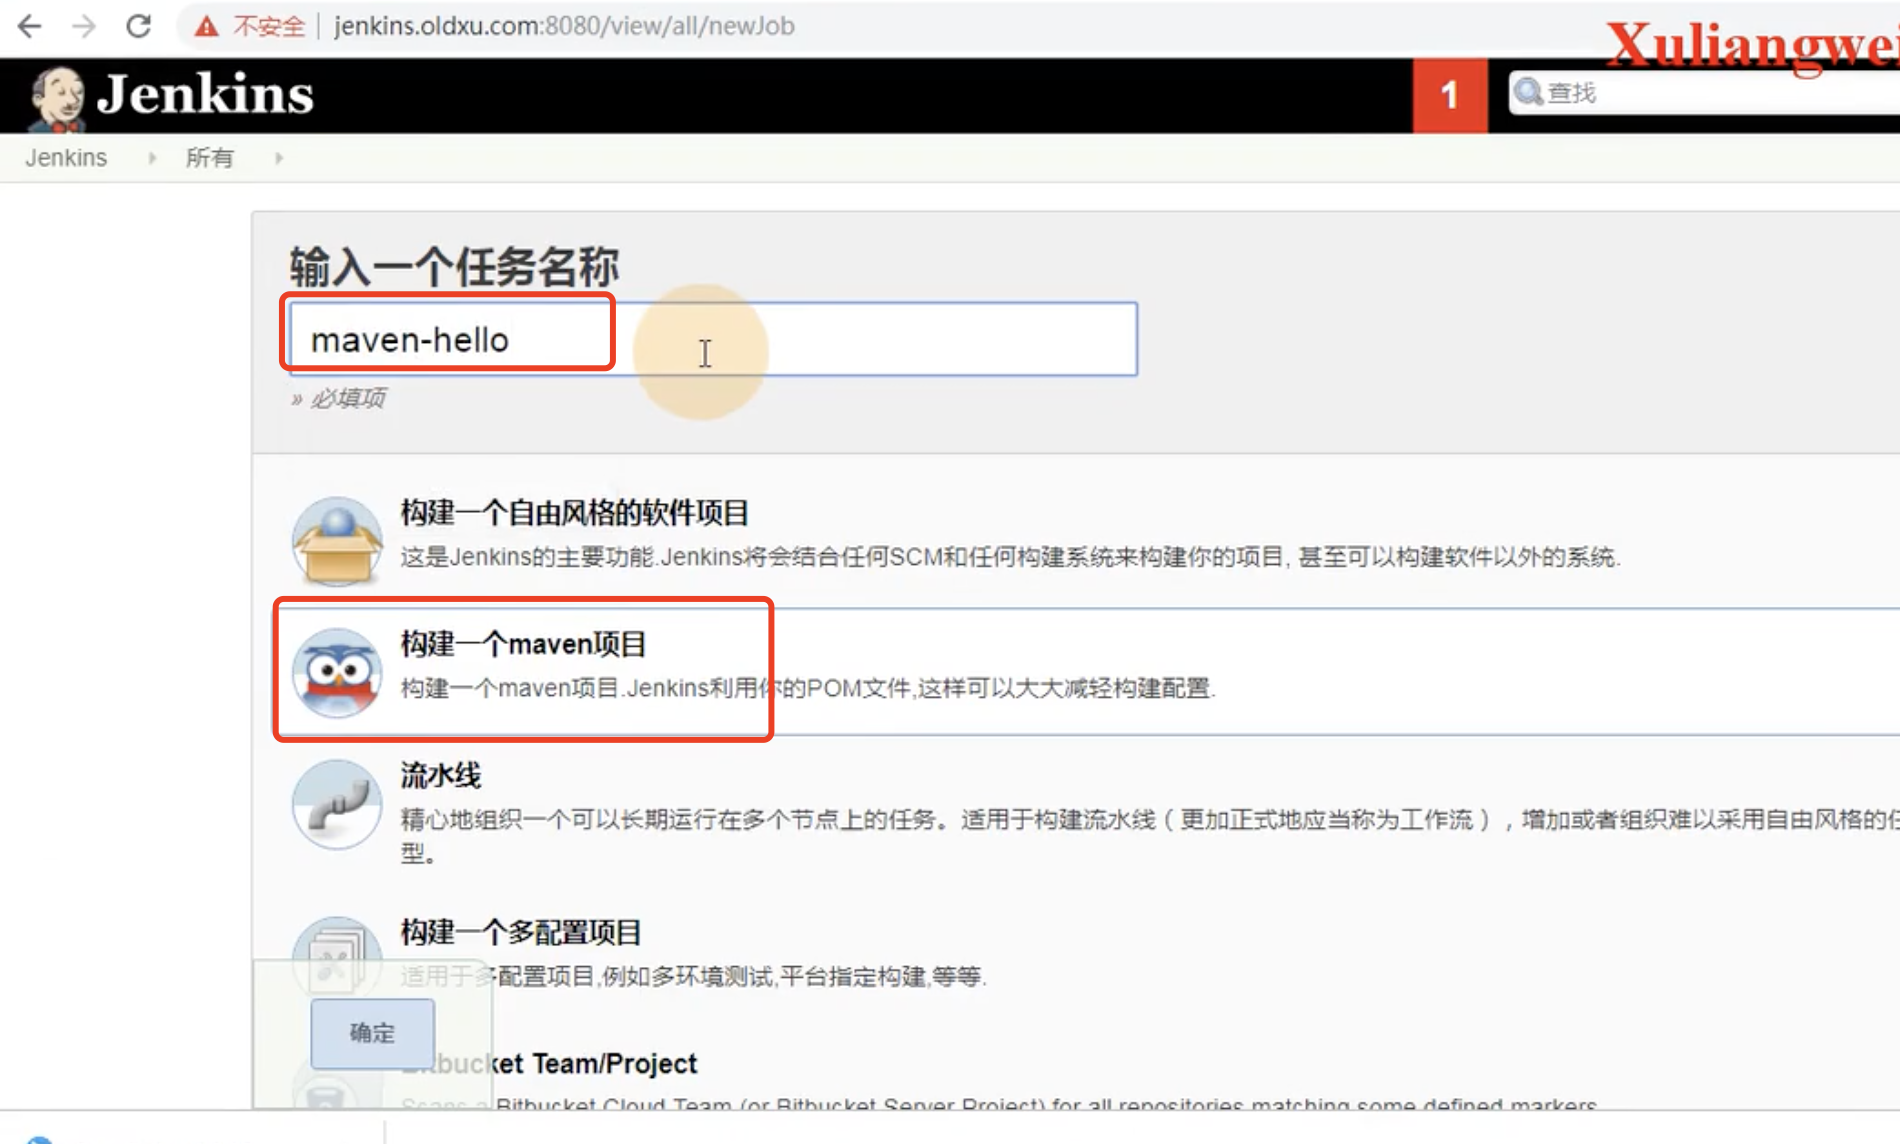 不安全 jenkins.oldxu.com:8080/view/all/newJob
Xuliangwei
Jenkins
1
查找
Jenkins 所有
输入一个任务名称
maven-hello
» 必填项
构建一个自由风格的软件项目
这是Jenkins的主要功能.Jenkins将会结合任何SCM和任何构建系统来构建你的项目, 甚至可以构建软件以外的系统.
构建一个maven项目
构建一个maven项目.Jenkins利用你的POM文件,这样可以大大减轻构建配置.
流水线
精心地组织一个可以长期运行在多个节点上的任务。适用于构建流水线（更加正式地应当称为工作流），增加或者组织难以采用自由风格的任
型。
构建一个多配置项目
适用于多配置项目,例如多环境测试,平台指定构建,等等.
确定
Bitbucket Team/Project
Scans a Bitbucket Cloud Team (or Bitbucket Server Project) for all repositories matching some defined markers.